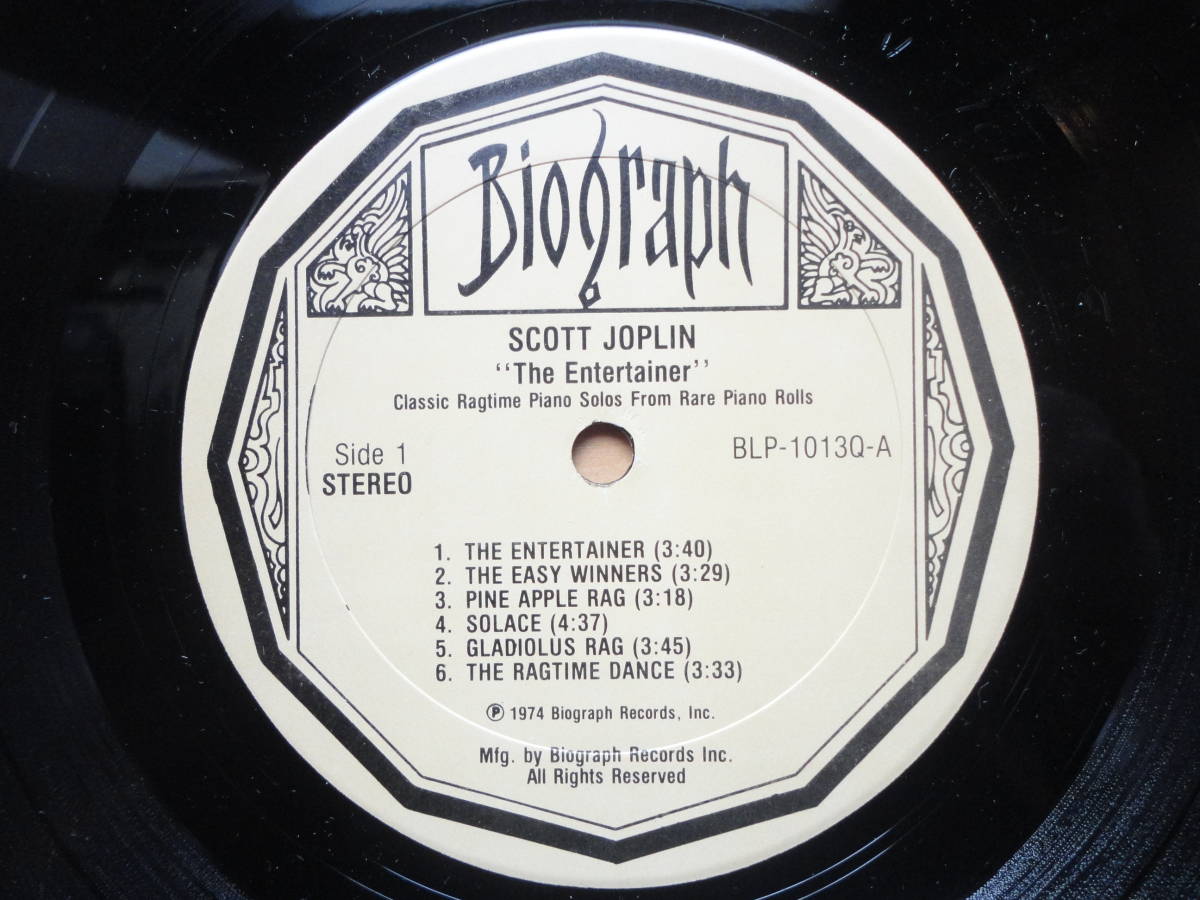 Biograph
SCOTT JOPLIN
"The Entertainer"
Classic Ragtime Piano Solos From Rare Piano Rolls
Side 1
STEREO
BLP-1013Q-A
1. THE ENTERTAINER (3:40)
2. THE EASY WINNERS (3:29)
3. PINE APPLE RAG (3:18)
4. SOLACE (4:37)
5. GLADIOLUS RAG (3:45)
6. THE RAGTIME DANCE (3:33)
℗ 1974 Biograph Records, Inc.
Mfg. by Biograph Records Inc.
All Rights Reserved